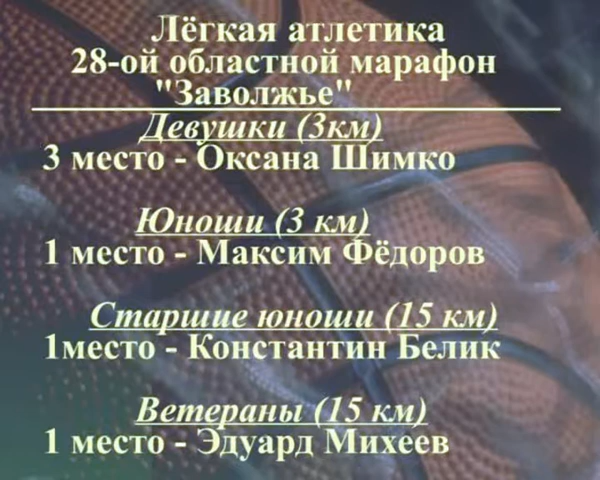 Лёгкая атлетика
28-ой областной марафон
"Заволжье"
Девушки (3км)
3 место - Оксана Шимко
Юноши (3 км)
1 место - Максим Фёдоров
Старшие юноши (15 км)
1место - Константин Белик
Ветераны (15 км)
1 место - Эдуард Михеев